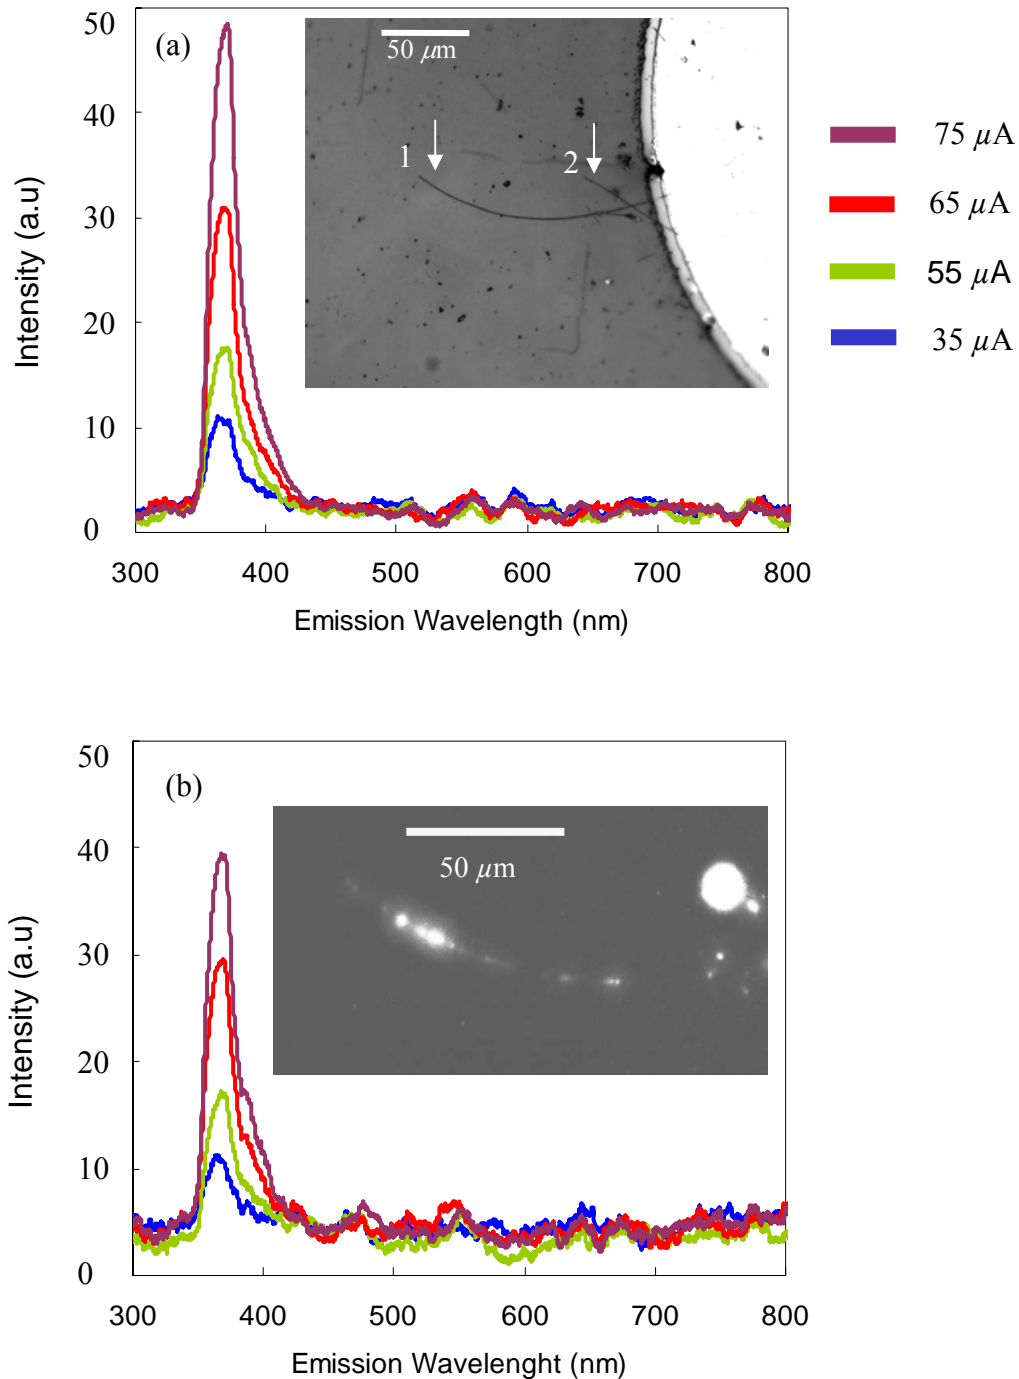 50
40
30
20
10
0
Intensity (a.u)
(a)
50 µm
1
2
300 400 500 600 700 800
Emission Wavelength (nm)
75 µA
65 µA
55 µA
35 µA
50
40
30
20
10
0
Intensity (a.u)
(b)
50 µm
300 400 500 600 700 800
Emission Wavelenght (nm)